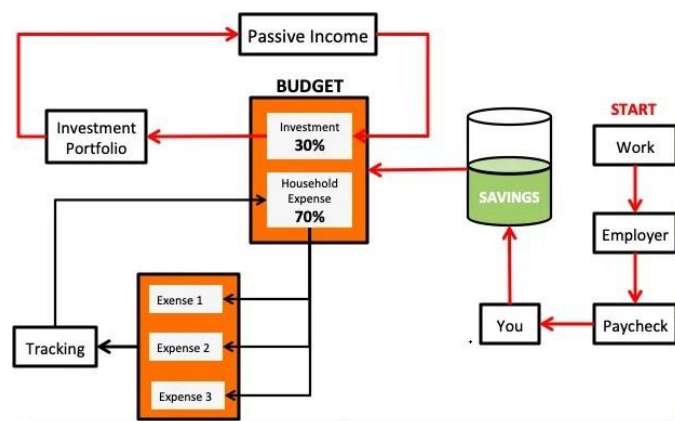 Passive Income
BUDGET
Investment
30%
Investment
Portfolio
Household
Expense
70%
SAVINGS
START
Work
Employer
Paycheck
You
Exense 1
Expense 2
Expense 3
Tracking